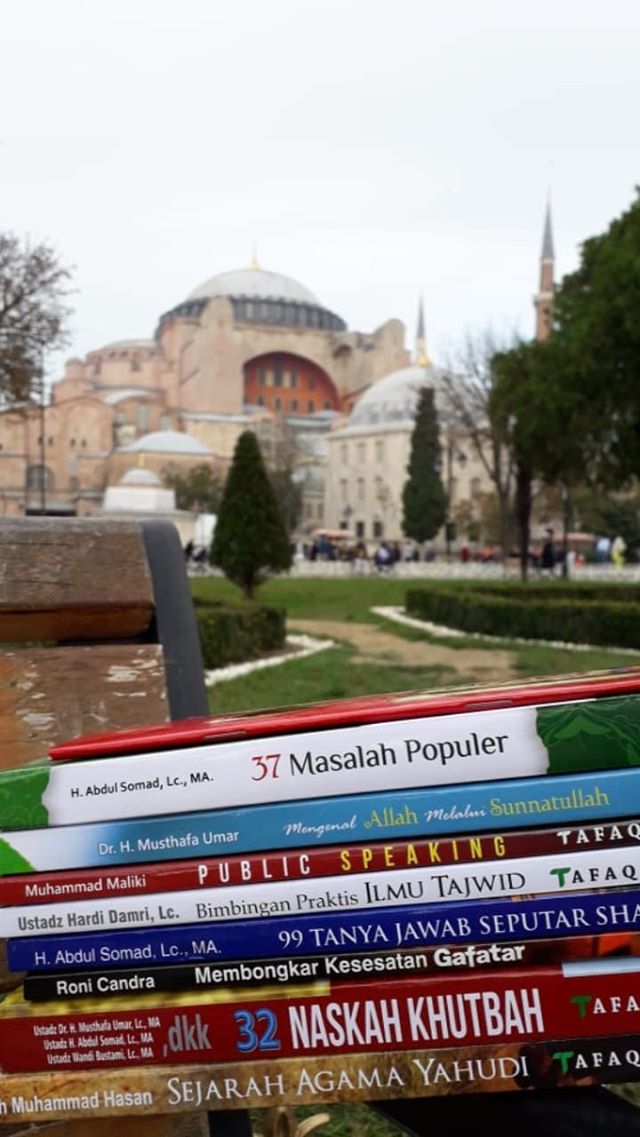 H. Abdul Somad, Lc., MA. 37 Masalah Populer
Dr. H. Musthafa Umar Mengenal Allah Melalui Sunnatullah
Muhammad Maliki PUBLIC SPEAKING TAFAQ
Ustadz Hardi Damri, Lc. Bimbingan Praktis ILMU TAJWID TAFAQ
H. Abdul Somad, Lc., MA. 99 TANYA JAWAB SEPUTAR SHA
Roni Candra Membongkar Kesesatan Gafatar
Ustadz Dr. H. Musthafa Umar, Lc., MA
Ustadz H. Abdul Somad, Lc., MA
Ustadz Wandi Bustami, Lc., MA
,dkk 32 NASKAH KHUTBAH TAFA
h Muhammad Hasan SEJARAH AGAMA YAHUDI TAFAQ